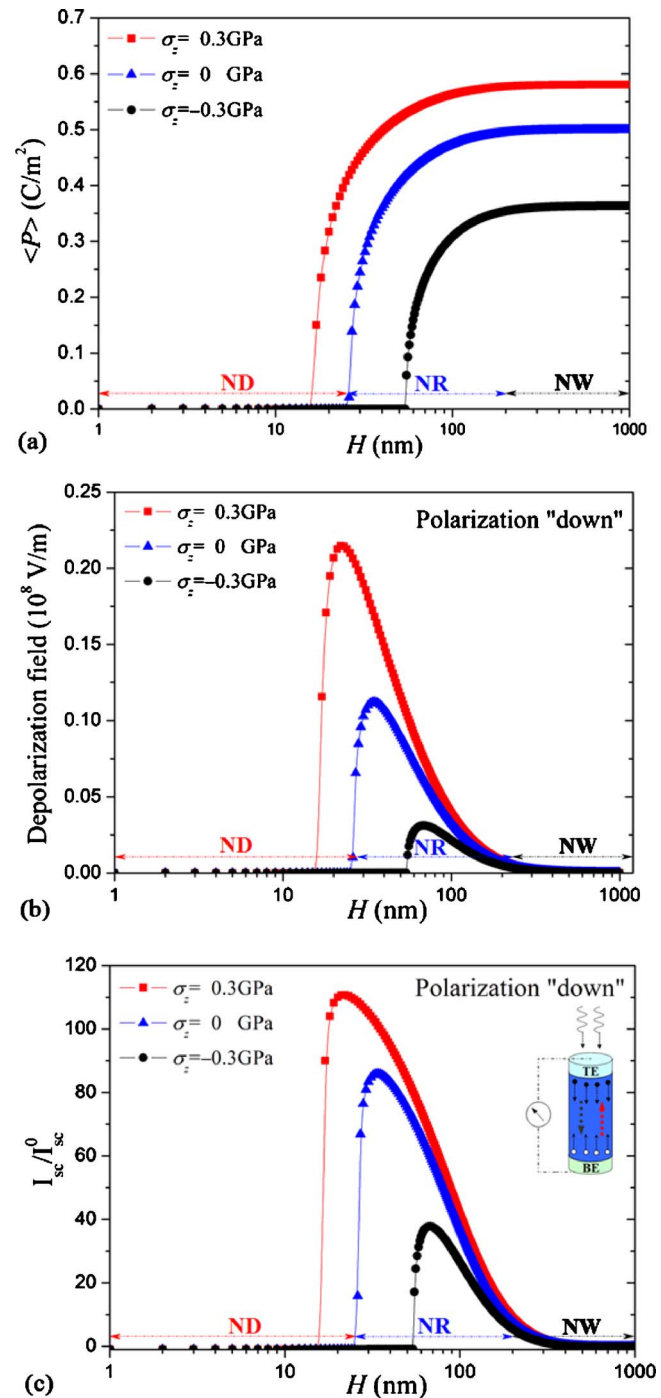 σz= 0.3GPa
σz= 0 GPa
σz=−0.3GPa
0.7
0.6
0.5
0.4
0.3
0.2
0.1
0.0
<P> (C/m²)
ND
NR
NW
1
10
100
1000
H (nm)
(a)
σz= 0.3GPa
σz= 0 GPa
σz=−0.3GPa
Polarization "down"
0.25
0.20
0.15
0.10
0.05
0.00
Depolarization field (10⁸ V/m)
ND
NR
NW
1
10
100
1000
H (nm)
(b)
σz= 0.3GPa
σz= 0 GPa
σz=−0.3GPa
Polarization "down"
TE
BE
120
100
80
60
40
20
0
Isc/I⁰sc
ND
NR
NW
1
10
100
1000
H (nm)
(c)